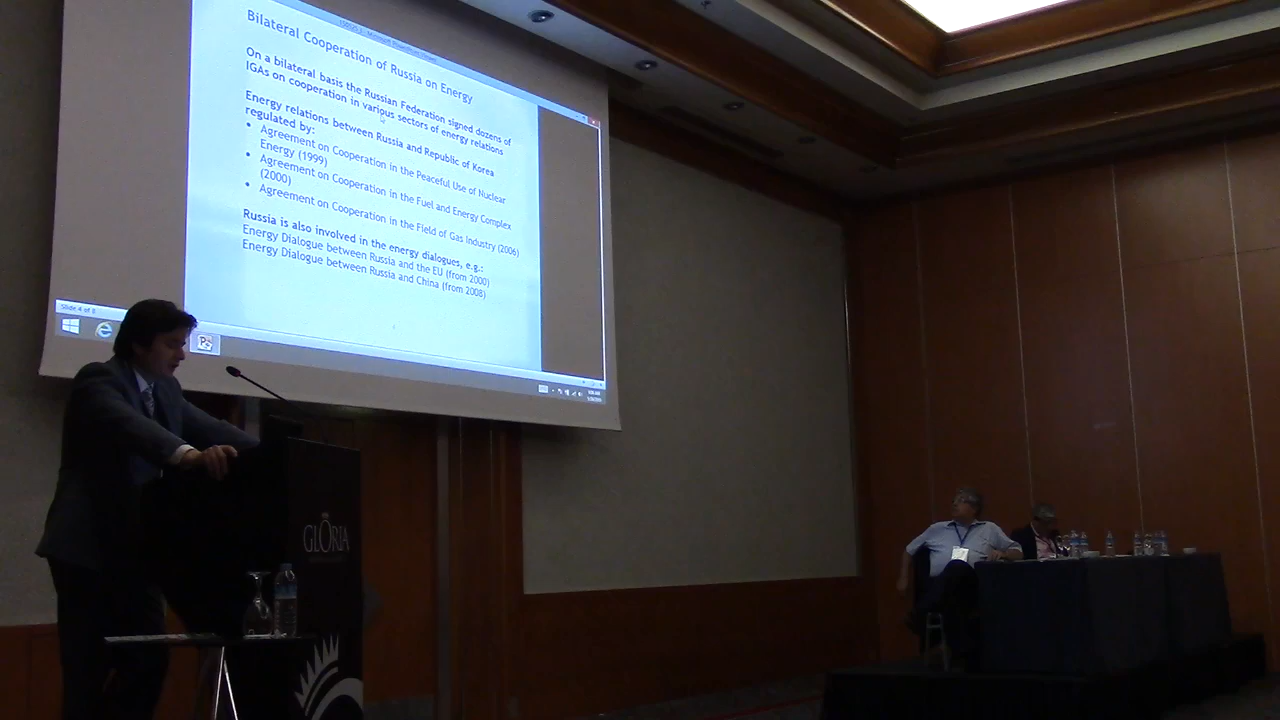 Bilateral Cooperation of Russia on Energy
On a bilateral basis the Russian Federation signed dozens of
IGAs on cooperation in various sectors of energy relations
Energy relations between Russia and Republic of Korea
regulated by:
• Agreement on Cooperation in the Peaceful Use of Nuclear
Energy (1999)
• Agreement on Cooperation in the Fuel and Energy Complex
(2000)
• Agreement on Cooperation in the Field of Gas Industry (2006)
Russia is also involved in the energy dialogues, e.g.:
Energy Dialogue between Russia and the EU (from 2000)
Energy Dialogue between Russia and China (from 2008)
Slide 4 of 8
GLORIA